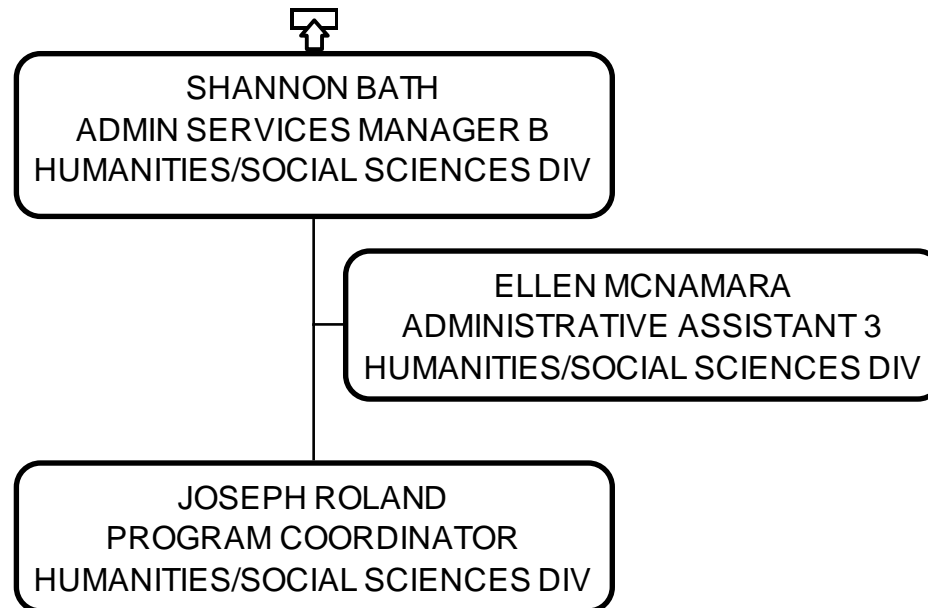 SHANNON BATH
ADMIN SERVICES MANAGER B
HUMANITIES/SOCIAL SCIENCES DIV
ELLEN MCNAMARA
ADMINISTRATIVE ASSISTANT 3
HUMANITIES/SOCIAL SCIENCES DIV
JOSEPH ROLAND
PROGRAM COORDINATOR
HUMANITIES/SOCIAL SCIENCES DIV